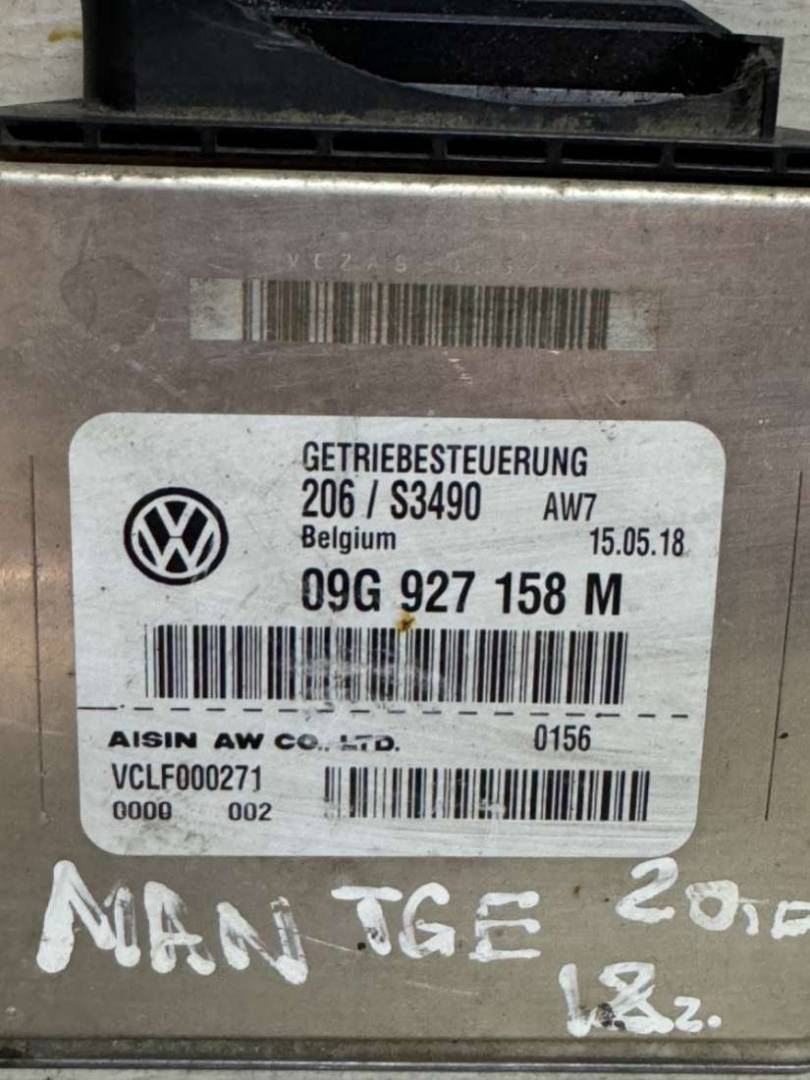 GETRIEBESTEUERUNG
206 / S3490 AW7
Belgium 15.05.18
09G 927 158 M
AISIN AW CO., LTD. 0156
VCLF000271
0000 002
MAN TGE
18г.